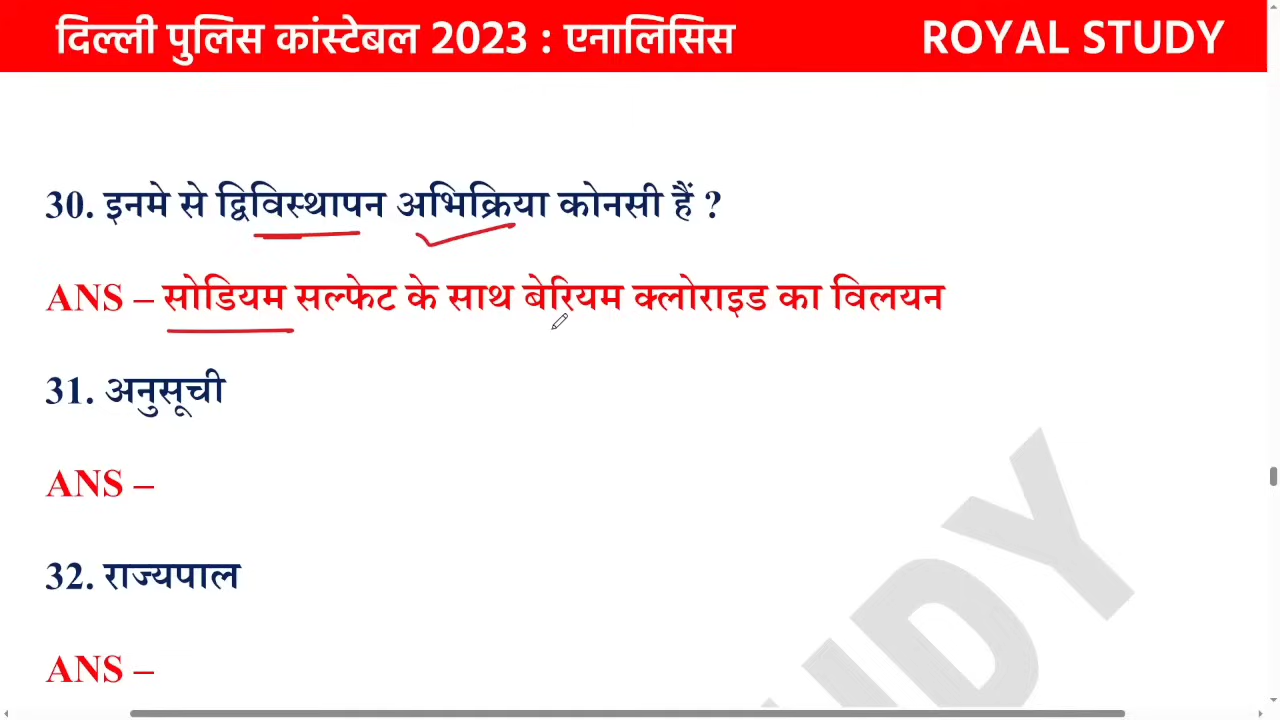 दिल्ली पुलिस कांस्टेबल 2023 : एनालिसिस ROYAL STUDY
30. इनमे से द्विविस्थापन अभिक्रिया कोनसी हैं ?
ANS – सोडियम सल्फेट के साथ बेरियम क्लोराइड का विलयन
31. अनुसूची
ANS –
32. राज्यपाल
ANS –
UDY